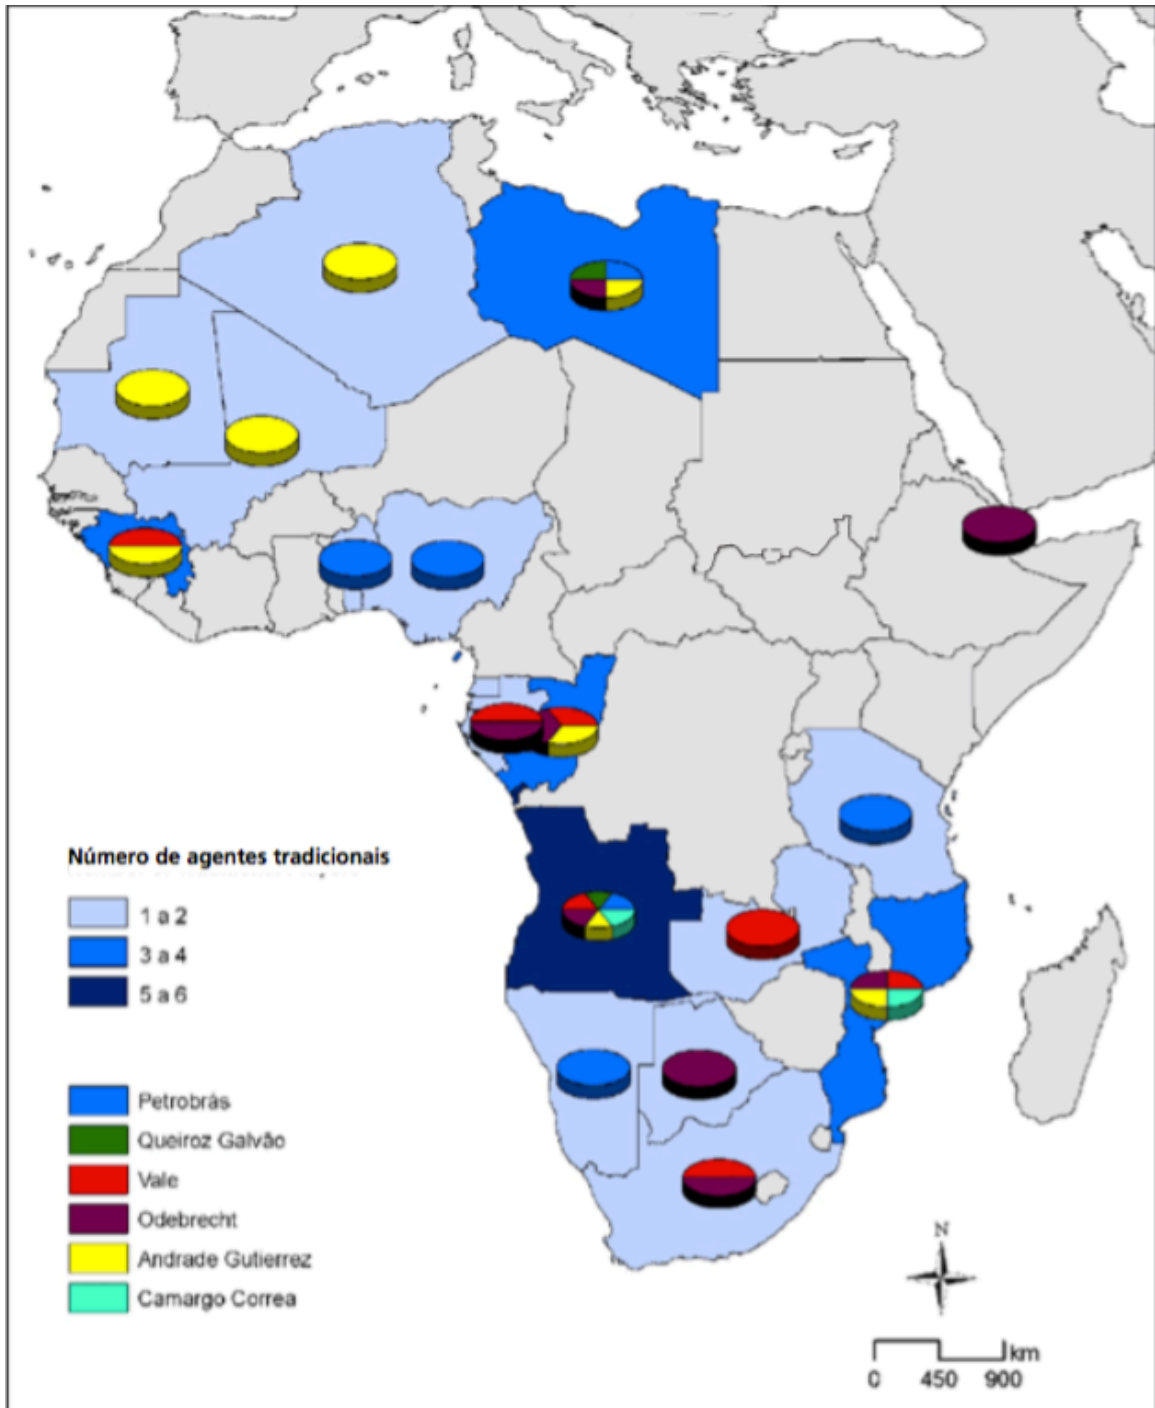 Número de agentes tradicionais
1 a 2
3 a 4
5 a 6
Petrobrás
Queiroz Galvão
Vale
Odebrecht
Andrade Gutierrez
Camargo Correa
N
km
0 450 900